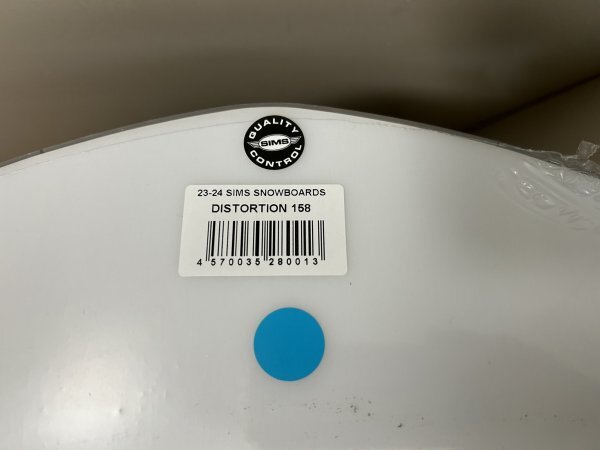 QUALITY
SIMS
CONTROL
23-24 SIMS SNOWBOARDS
DISTORTION 158
4 570035 280013